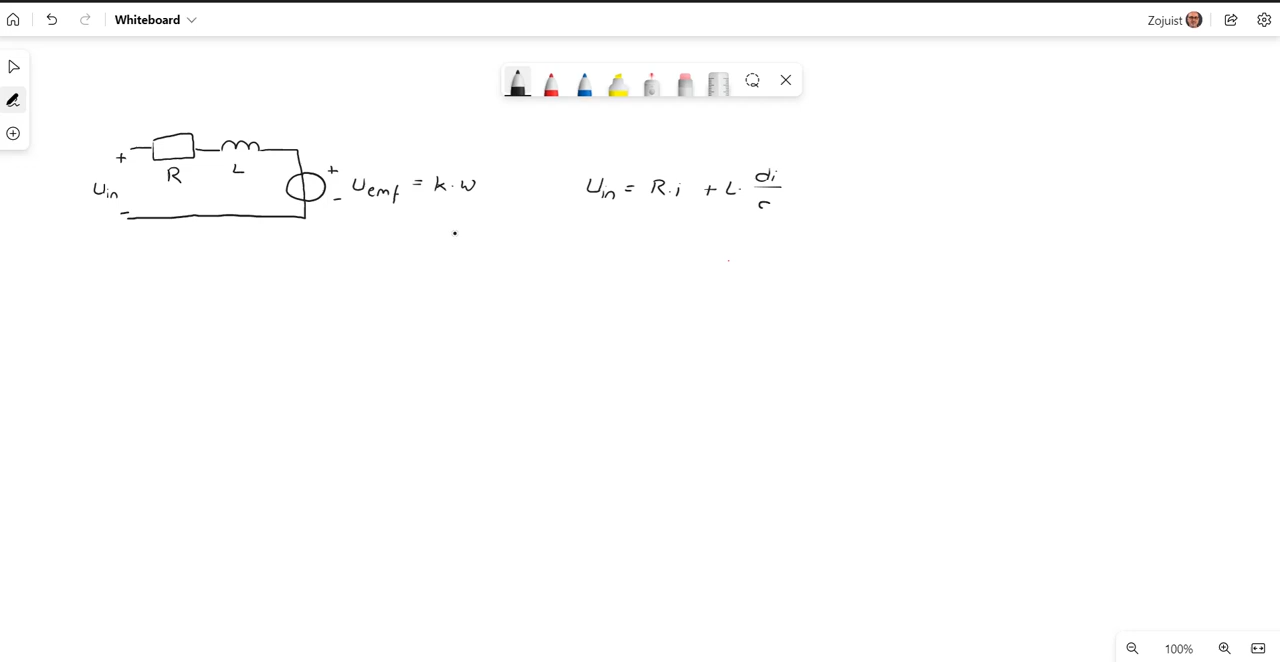 Whiteboard
Zojuist
+
R
L
+
Uin
Uemf = k · w
-
-
Uin = R · i + L · di
100%